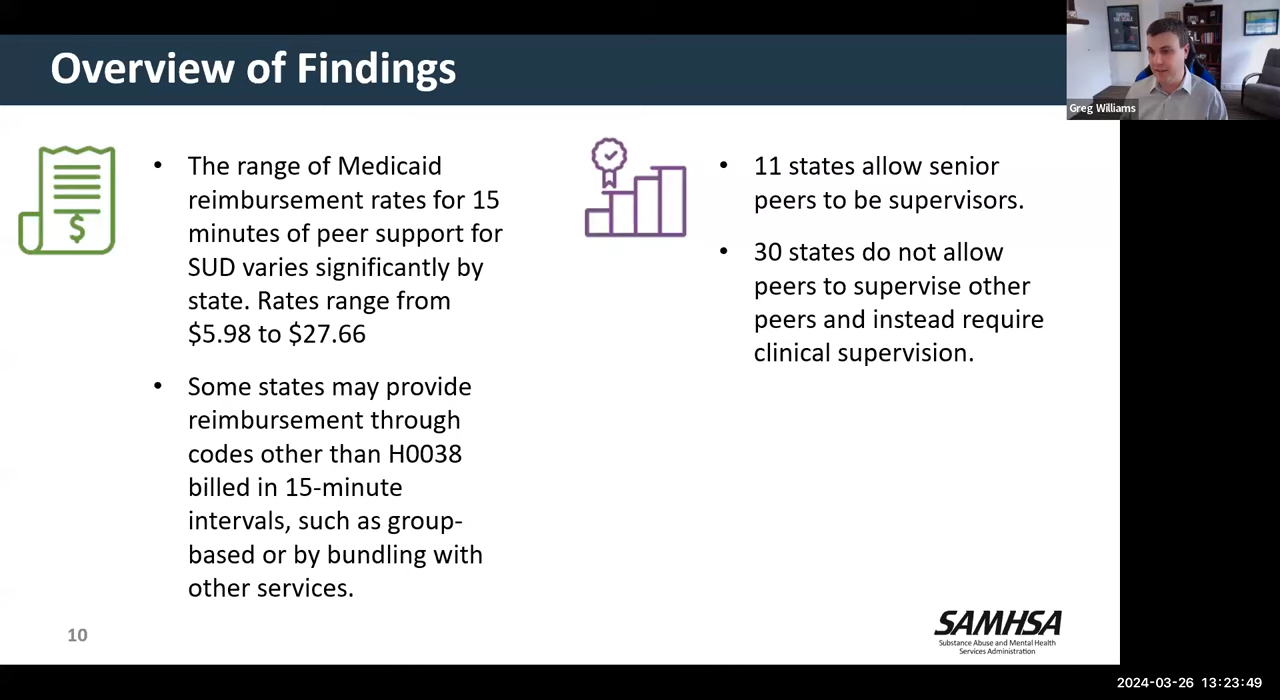 Overview of Findings
Greg Williams
• The range of Medicaid
reimbursement rates for 15
minutes of peer support for
SUD varies significantly by
state. Rates range from
$5.98 to $27.66
• Some states may provide
reimbursement through
codes other than H0038
billed in 15-minute
intervals, such as group-
based or by bundling with
other services.
$
• 11 states allow senior
peers to be supervisors.
• 30 states do not allow
peers to supervise other
peers and instead require
clinical supervision.
10
SAMHSA
Substance Abuse and Mental Health
Services Administration
2024-03-26 13:23:49